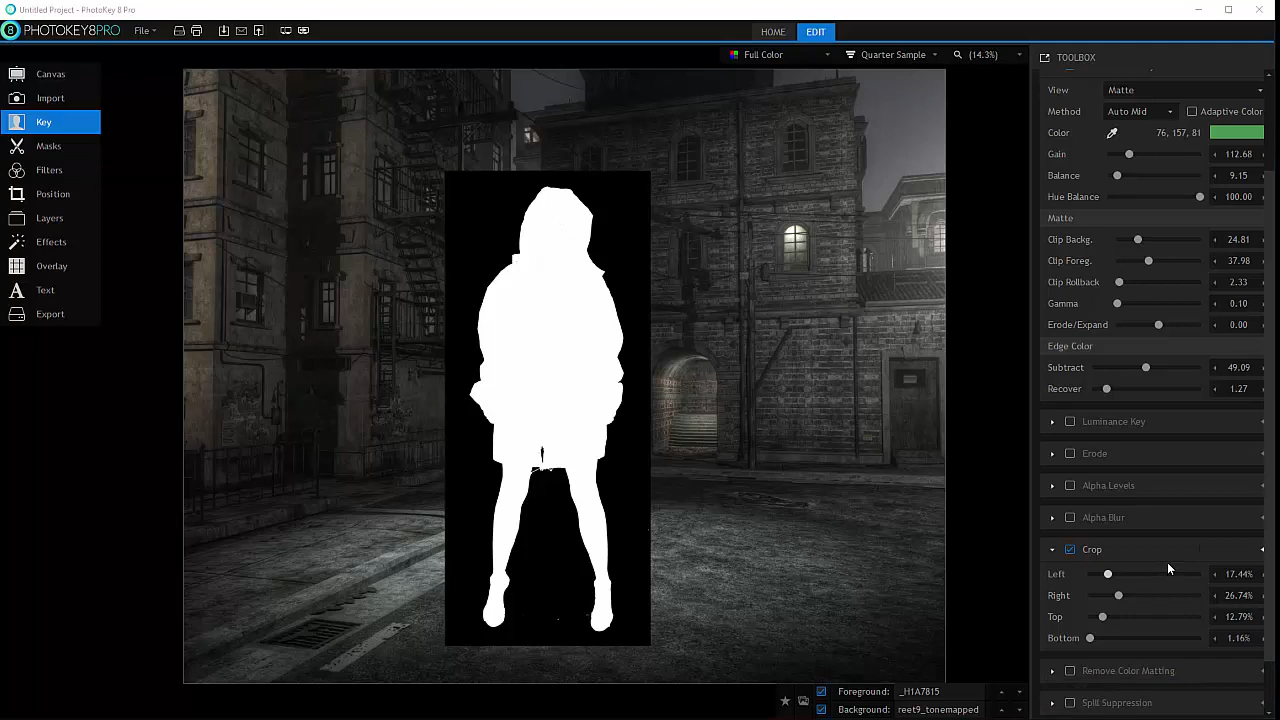 Untitled Project - PhotoKey 8 Pro
8 PHOTOKEY8PRO File HOME EDIT
Full Color Quarter Sample (14.3%) TOOLBOX
Canvas
Import
Key
Masks
Filters
Position
Layers
Effects
Overlay
Text
Export
View Matte
Method Auto Mid Adaptive Color
Color 76, 157, 81
Gain 112.68
Balance 9.15
Hue Balance 100.00
Matte
Clip Backg. 24.81
Clip Foreg. 37.98
Clip Rollback 2.33
Gamma 0.10
Erode/Expand 0.00
Edge Color
Subtract 49.09
Recover 1.27
Luminance Key
Erode
Alpha Levels
Alpha Blur
Crop
Left 17.44%
Right 26.74%
Top 12.79%
Bottom 1.16%
Remove Color Matting
Spill Suppression
Foreground: _H1A7815
Background: reet9_tonemapped